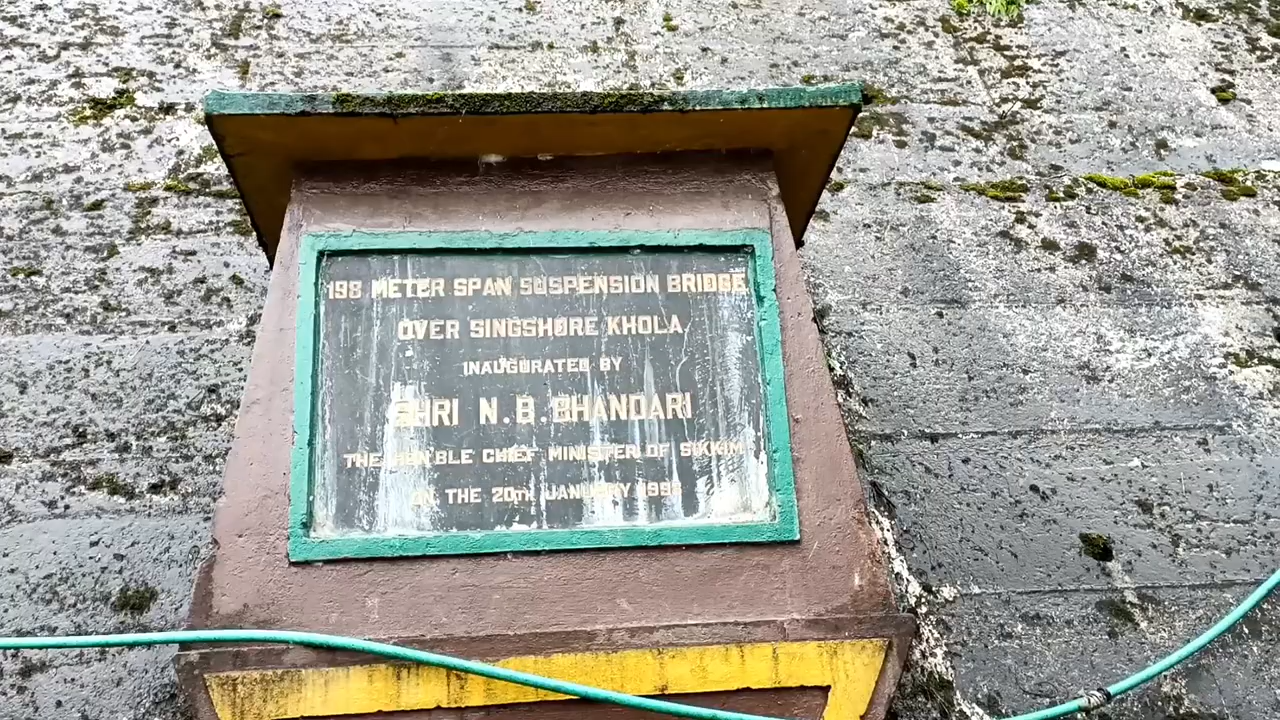 198 METER SPAN SUSPENSION BRIDGE
OVER SINGSHORE KHOLA
INAUGURATED BY
SHRI N.B.BHANDARI
THE HON'BLE CHIEF MINISTER OF SIKKIM
ON THE 20TH JANUARY